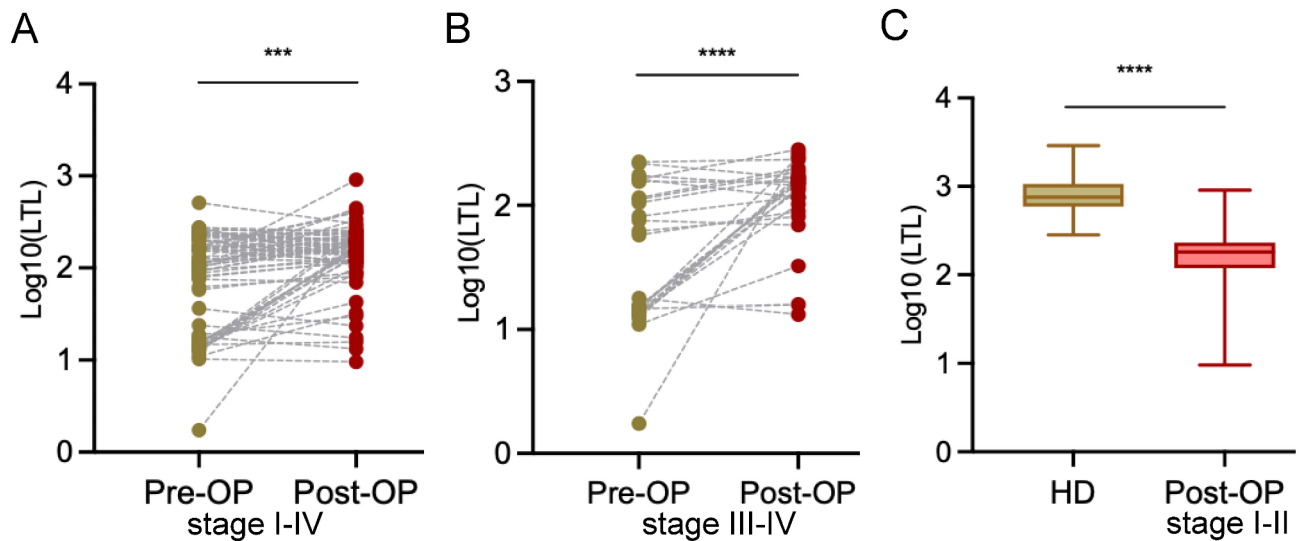 A
***
Log10(LTL)
4
3
2
1
0
Pre-OP
Post-OP
stage I-IV
B
****
Log10(LTL)
3
2
1
0
Pre-OP
Post-OP
stage III-IV
C
****
Log10 (LTL)
4
3
2
1
0
HD
Post-OP
stage I-II